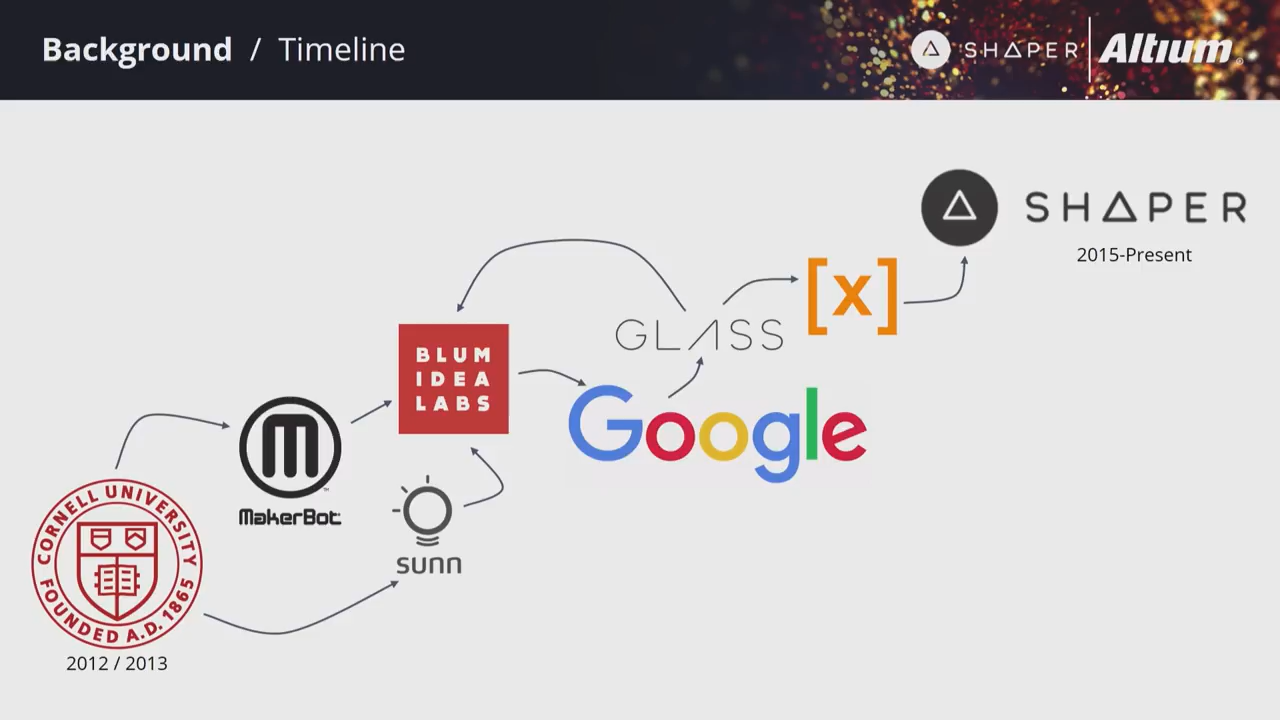 Background / Timeline
SHAPER
Altium®
SHAPER
2015-Present
[x]
GLASS
BLUM
IDEA
LABS
Google
M
MakerBot
sunn
CORNELL UNIVERSITY
FOUNDED A.D. 1865
2012 / 2013